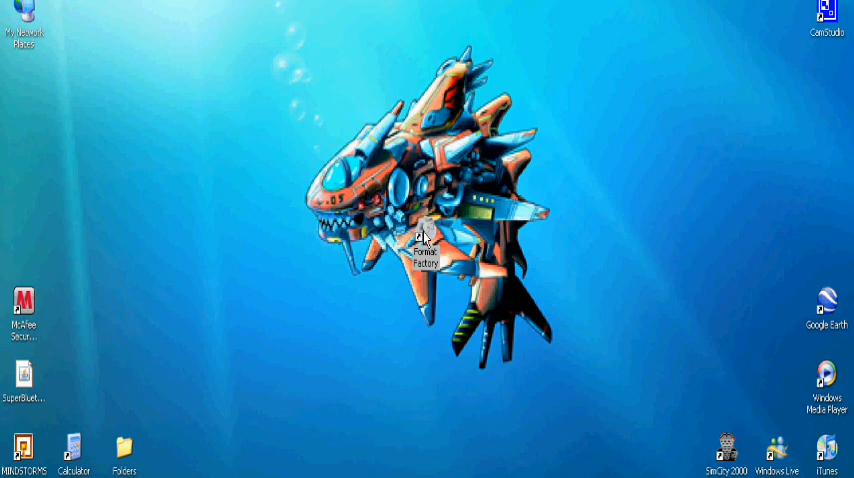 My Network
Places
CamStudio
.05
Format
Factory
McAfee
Secur...
Google Earth
SuperBluet...
Windows
Media Player
MINDSTORMS
Calculator
Folders
SimCity 2000
Windows Live
iTunes